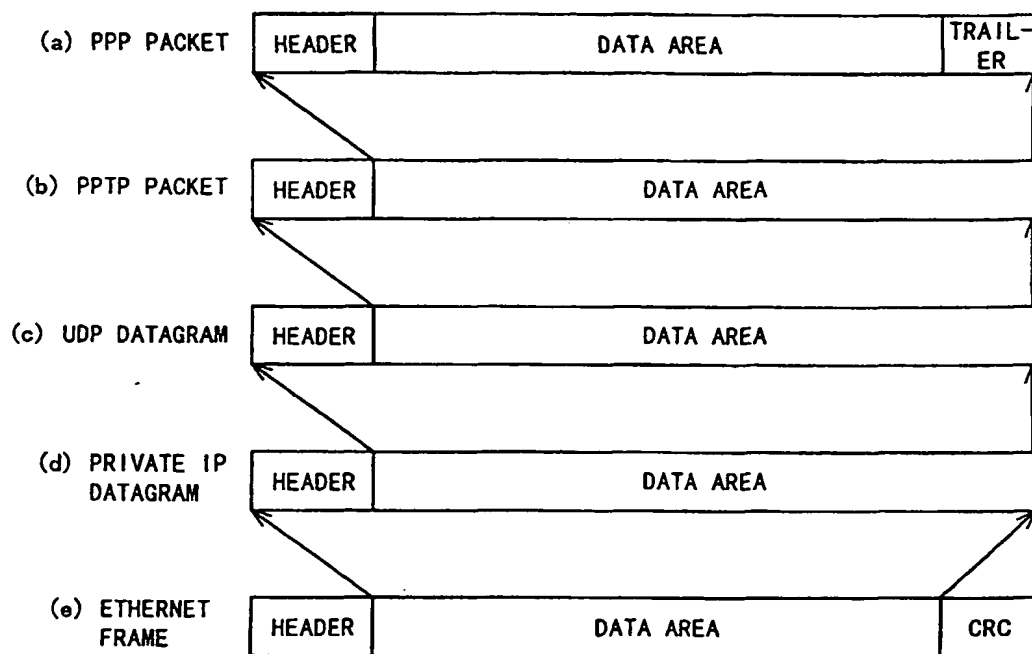 (a) PPP PACKET HEADER DATA AREA TRAIL-
ER
(b) PPTP PACKET HEADER DATA AREA
(c) UDP DATAGRAM HEADER DATA AREA
(d) PRIVATE IP
DATAGRAM HEADER DATA AREA
(e) ETHERNET
FRAME HEADER DATA AREA CRC